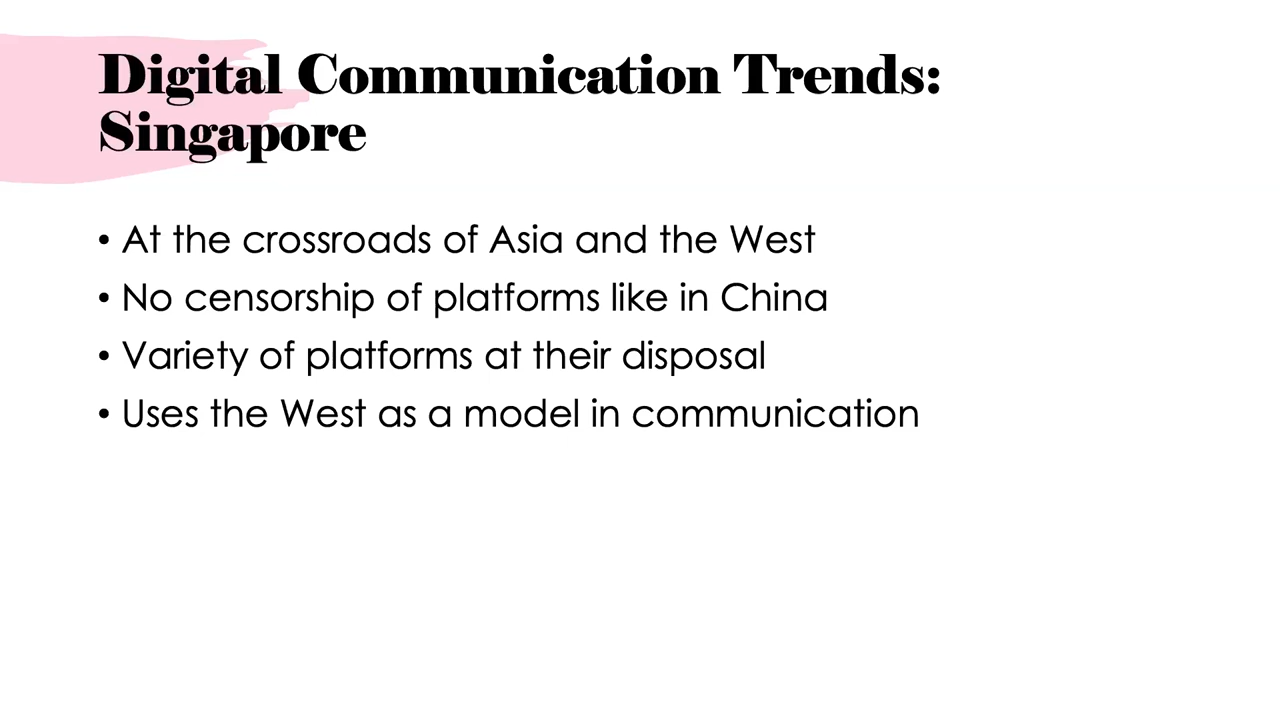 Digital Communication Trends:
Singapore
• At the crossroads of Asia and the West
• No censorship of platforms like in China
• Variety of platforms at their disposal
• Uses the West as a model in communication